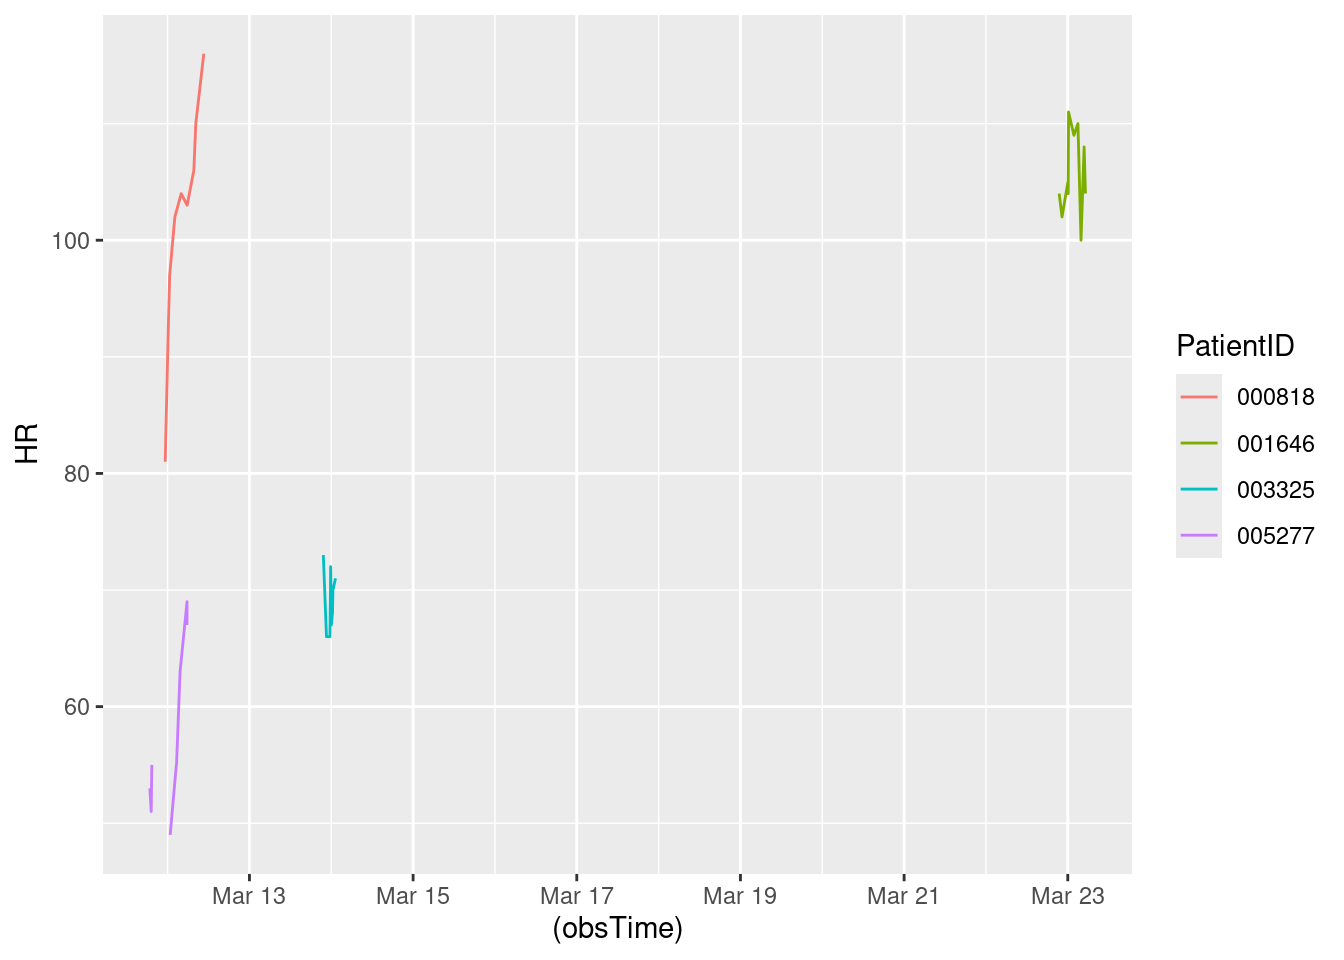 HR
100
80
60
Mar 13
Mar 15
Mar 17
Mar 19
Mar 21
Mar 23
(obsTime)
PatientID
000818
001646
003325
005277